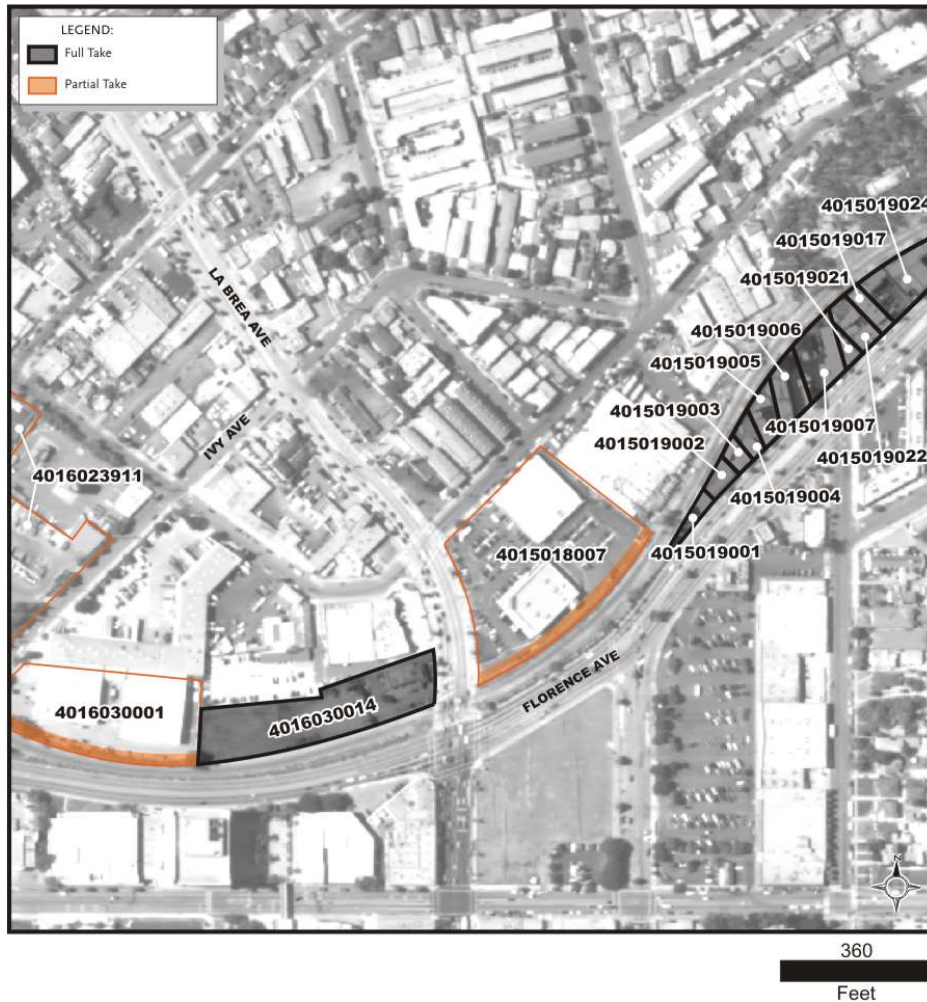 LEGEND:
Full Take
Partial Take
4015019024
4015019017
4015019021
LA BREA AVE
4015019006
4015019005
4015019003
IVY AVE
4015019007
4015019002
4015019022
4016023911
4015019004
4015018007
4015019001
FLORENCE AVE
4016030001
4016030014
N
360
Feet